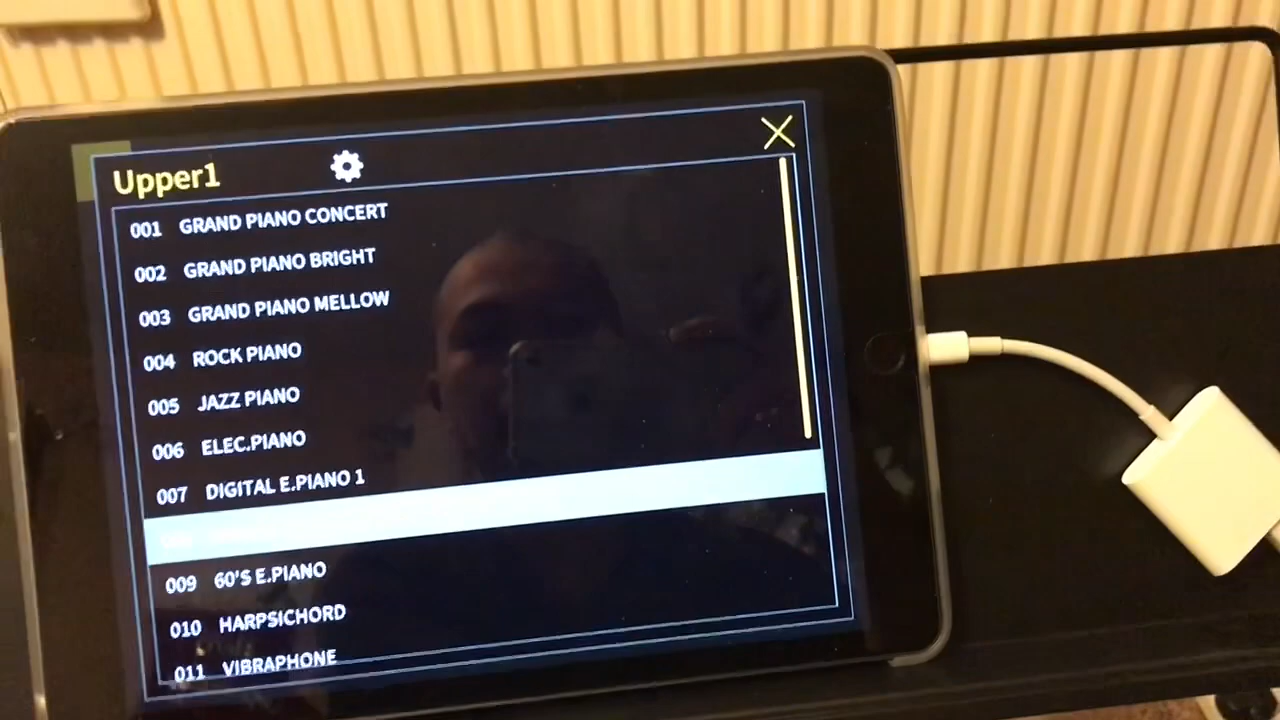 Upper1
001 GRAND PIANO CONCERT
002 GRAND PIANO BRIGHT
003 GRAND PIANO MELLOW
004 ROCK PIANO
005 JAZZ PIANO
006 ELEC.PIANO
007 DIGITAL E.PIANO 1
009 60'S E.PIANO
010 HARPSICHORD
011 VIBRAPHONE